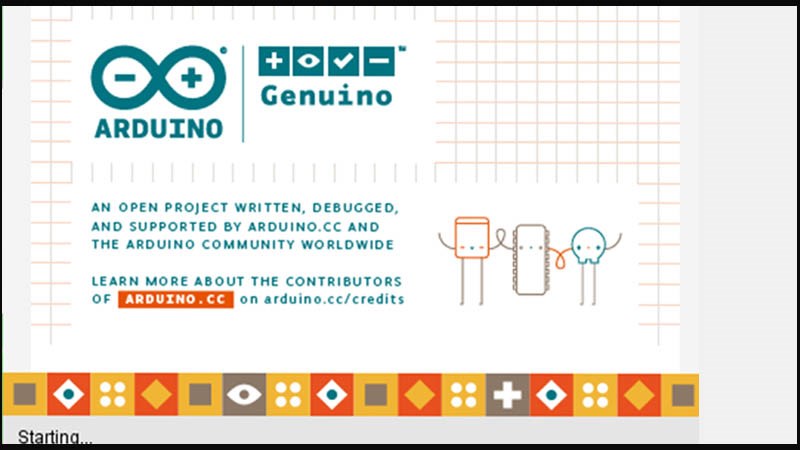 ARDUINO
Genuino
AN OPEN PROJECT WRITTEN, DEBUGGED,
AND SUPPORTED BY ARDUINO.CC AND
THE ARDUINO COMMUNITY WORLDWIDE
LEARN MORE ABOUT THE CONTRIBUTORS
OF ARDUINO.CC on arduino.cc/credits
Starting...